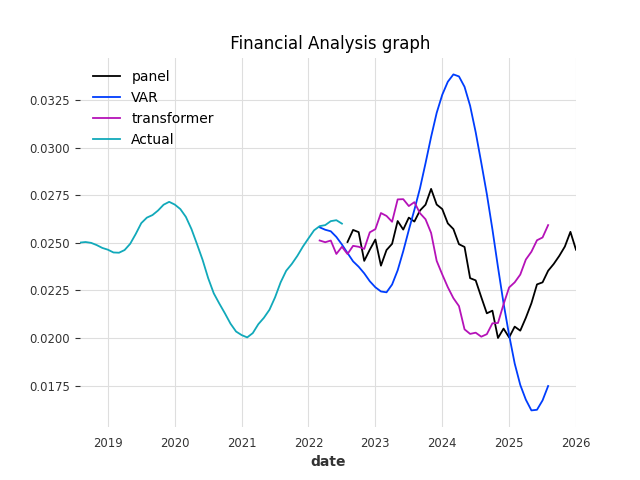 Financial Analysis graph
panel
VAR
transformer
Actual
0.0325
0.0300
0.0275
0.0250
0.0225
0.0200
0.0175
2019 2020 2021 2022 2023 2024 2025 2026
date